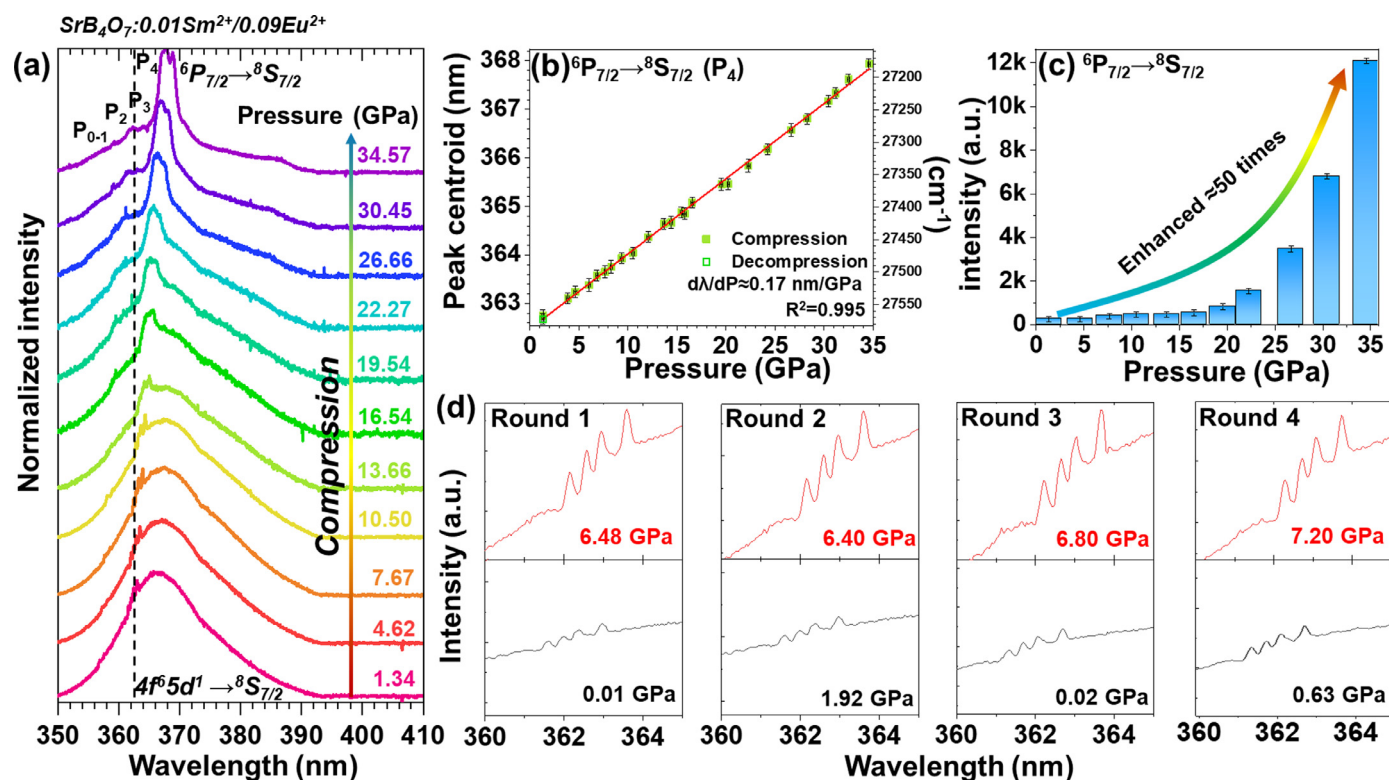 SrB₄O₇:0.01Sm²⁺/0.09Eu²⁺
(a)
P₄
⁶P₇/₂→⁸S₇/₂
P₃
P₂
P₀₋₁
Pressure (GPa)
34.57
30.45
26.66
22.27
19.54
16.54
13.66
10.50
7.67
4.62
1.34
Compression
4f⁶5d¹→⁸S₇/₂
Normalized intensity
350 360 370 380 390 400 410
Wavelength (nm)
(b) ⁶P₇/₂→⁸S₇/₂ (P₄)
368
367
366
365
364
363
Peak centroid (nm)
27200
27250
27300
27350
27400
27450
27500
27550
(cm⁻¹)
Compression
Decompression
dλ/dP≈0.17 nm/GPa
R²=0.995
0 5 10 15 20 25 30 35
Pressure (GPa)
(c) ⁶P₇/₂→⁸S₇/₂
12k
10k
8k
6k
4k
2k
0
intensity (a.u.)
Enhanced ≈50 times
0 5 10 15 20 25 30 35
Pressure (GPa)
(d)
Round 1
6.48 GPa
0.01 GPa
Round 2
6.40 GPa
1.92 GPa
Round 3
6.80 GPa
0.02 GPa
Round 4
7.20 GPa
0.63 GPa
Intensity (a.u.)
360 362 364 360 362 364 360 362 364 360 362 364
Wavelength (nm)